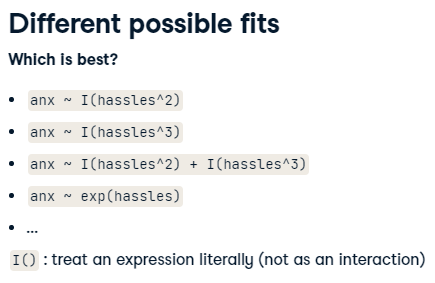 Different possible fits
Which is best?
• anx ~ I(hassles^2)
• anx ~ I(hassles^3)
• anx ~ I(hassles^2) + I(hassles^3)
• anx ~ exp(hassles)
• ...
I() : treat an expression literally (not as an interaction)